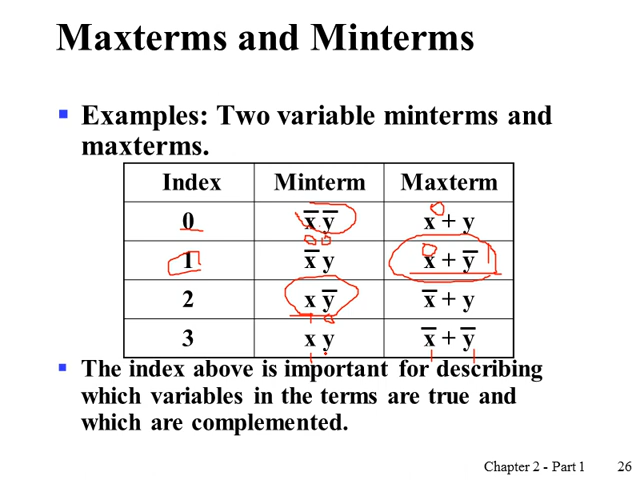 Maxterms and Minterms
Examples: Two variable minterms and
maxterms.
Index Minterm Maxterm
0 x̅ y̅ x + y
1 x̅ y x + y̅
2 x y̅ x̅ + y
3 x y x̅ + y̅
The index above is important for describing
which variables in the terms are true and
which are complemented.
Chapter 2 - Part 1 26